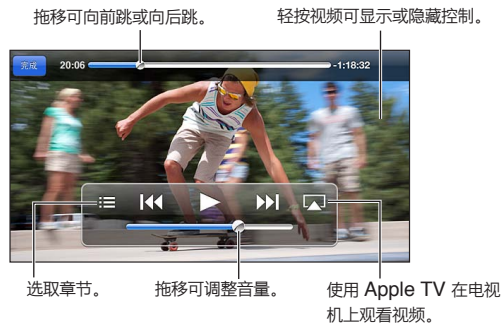 拖移可向前跳或向后跳。
轻按视频可显示或隐藏控制。
完成
20:06
-1:18:32
选取章节。
拖移可调整音量。
使用 Apple TV 在电视
机上观看视频。